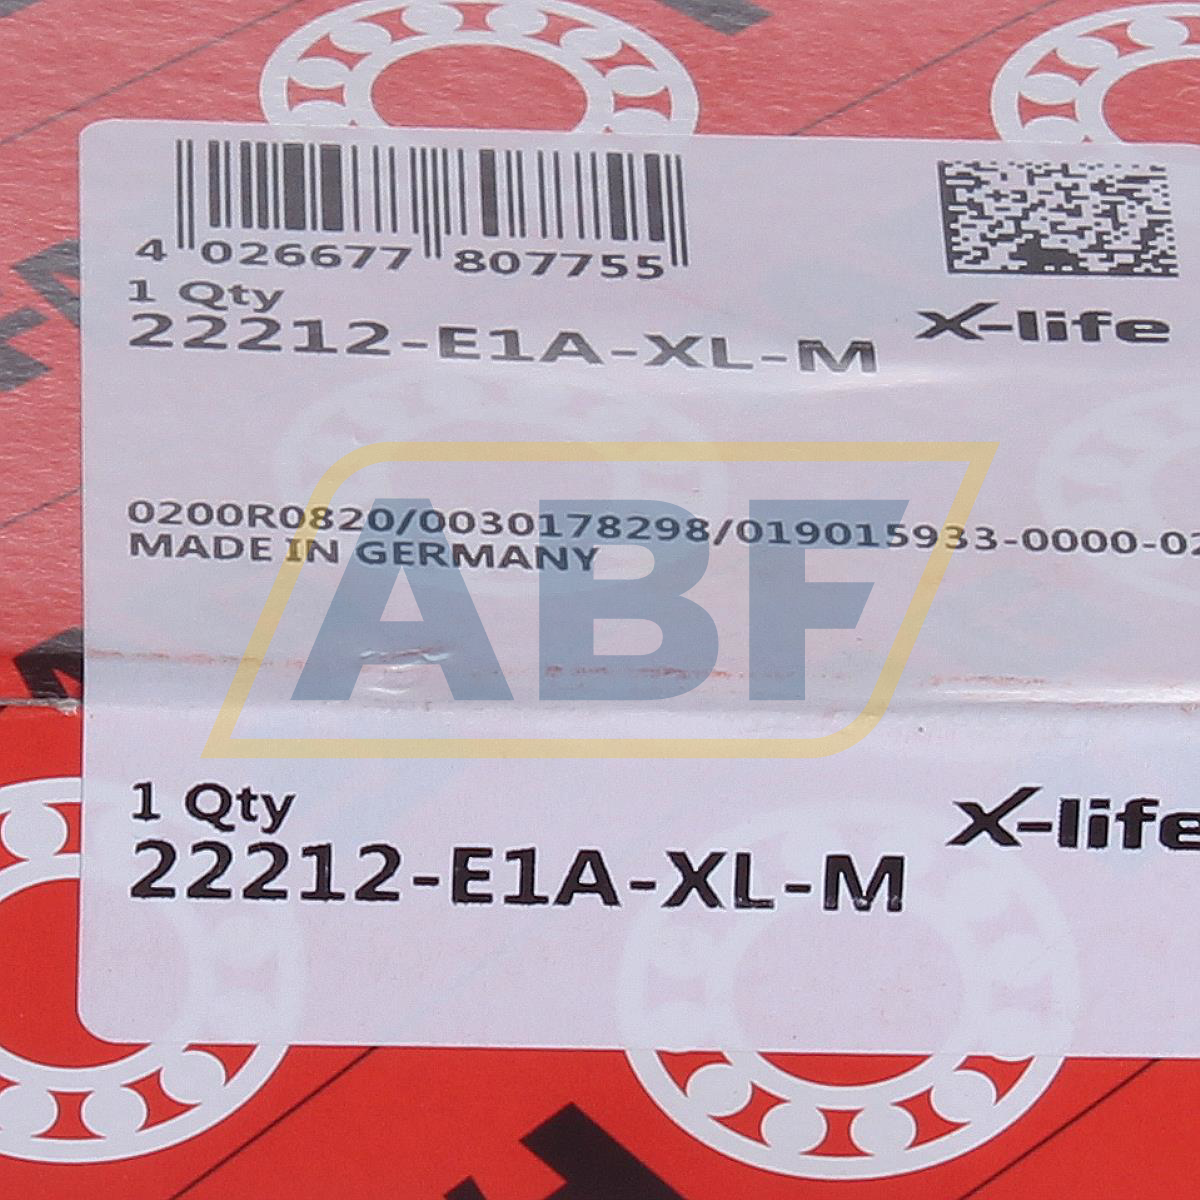 4 026677 807755
1 Qty
22212-E1A-XL-M
X-life
0200R0820/0030178298/019015933-0000-02
MADE IN GERMANY
ABF
1 Qty
22212-E1A-XL-M
X-life